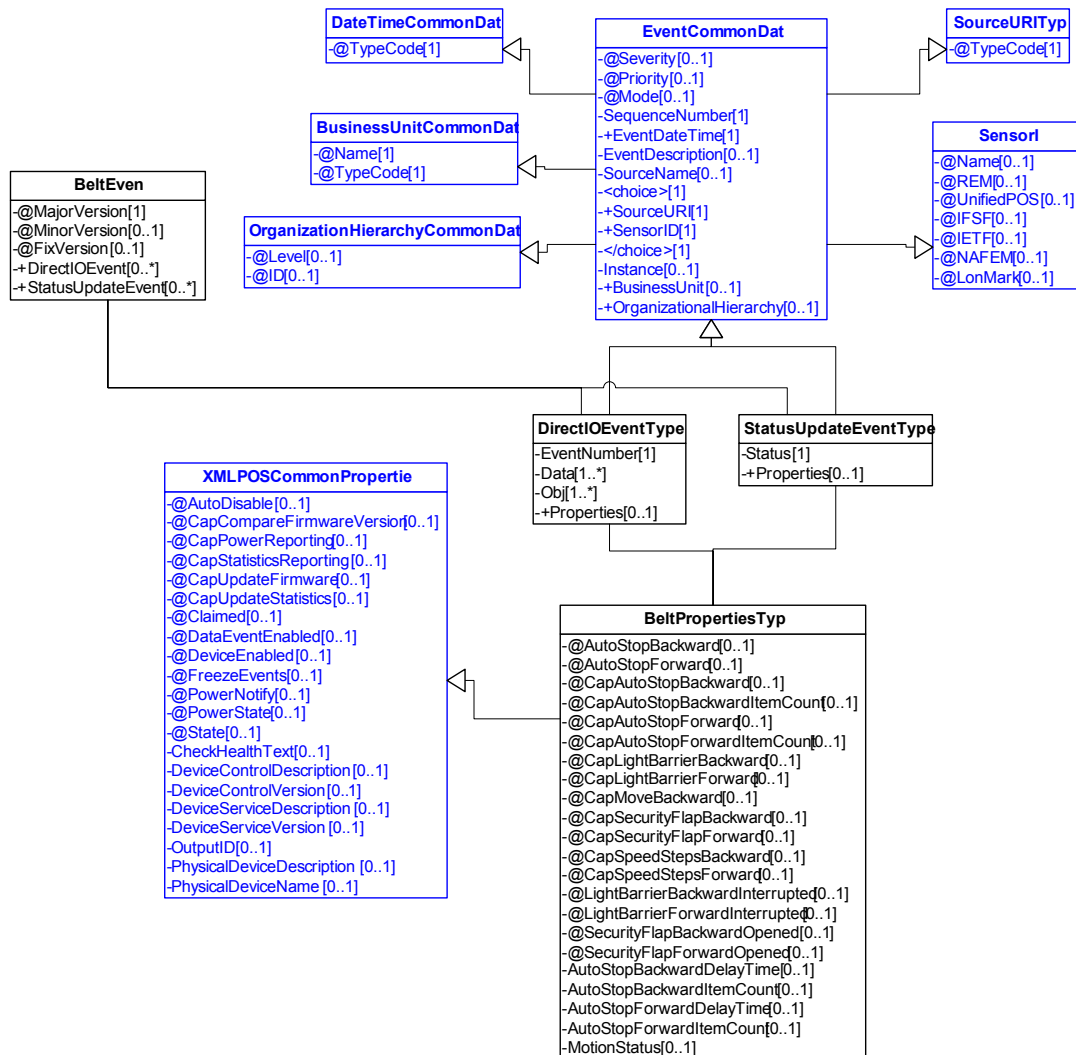 DateTimeCommonDat
-@TypeCode[1]
EventCommonDat
-@Severity[0..1]
-@Priority[0..1]
-@Mode[0..1]
-SequenceNumber[1]
-+EventDateTime[1]
-EventDescription[0..1]
-SourceName[0..1]
-<choice>[1]
-+SourceURI[1]
-+SensorID[1]
-</choice>[1]
-Instance[0..1]
-+BusinessUnit[0..1]
-+OrganizationalHierarchy[0..1]
SourceURITyp
-@TypeCode[1]
BusinessUnitCommonDat
-@Name[1]
-@TypeCode[1]
SensorI
-@Name[0..1]
-@REM[0..1]
-@UnifiedPOS[0..1]
-@IFSF[0..1]
-@IETF[0..1]
-@NAFEM[0..1]
-@LonMark[0..1]
BeltEven
-@MajorVersion[1]
-@MinorVersion[0..1]
-@FixVersion[0..1]
-+DirectIOEvent[0..*]
-+StatusUpdateEvent[0..*]
OrganizationHierarchyCommonDat
-@Level[0..1]
-@ID[0..1]
DirectIOEventType
-EventNumber[1]
-Data[1..*]
-Obj[1..*]
-+Properties[0..1]
StatusUpdateEventType
-Status[1]
-+Properties[0..1]
XMLPOSCommonPropertie
-@AutoDisable[0..1]
-@CapCompareFirmwareVersion[0..1]
-@CapPowerReporting[0..1]
-@CapStatisticsReporting[0..1]
-@CapUpdateFirmware[0..1]
-@CapUpdateStatistics[0..1]
-@Claimed[0..1]
-@DataEventEnabled[0..1]
-@DeviceEnabled[0..1]
-@FreezeEvents[0..1]
-@PowerNotify[0..1]
-@PowerState[0..1]
-@State[0..1]
-CheckHealthText[0..1]
-DeviceControlDescription[0..1]
-DeviceControlVersion[0..1]
-DeviceServiceDescription[0..1]
-DeviceServiceVersion[0..1]
-OutputID[0..1]
-PhysicalDeviceDescription [0..1]
-PhysicalDeviceName [0..1]
BeltPropertiesTyp
-@AutoStopBackward[0..1]
-@AutoStopForward[0..1]
-@CapAutoStopBackward[0..1]
-@CapAutoStopBackwardItemCount[0..1]
-@CapAutoStopForward[0..1]
-@CapAutoStopForwardItemCount[0..1]
-@CapLightBarrierBackward[0..1]
-@CapLightBarrierForward[0..1]
-@CapMoveBackward[0..1]
-@CapSecurityFlapBackward[0..1]
-@CapSecurityFlapForward[0..1]
-@CapSpeedStepsBackward[0..1]
-@CapSpeedStepsForward[0..1]
-@LightBarrierBackwardInterrupted[0..1]
-@LightBarrierForwardInterrupted[0..1]
-@SecurityFlapBackwardOpened[0..1]
-@SecurityFlapForwardOpened[0..1]
-AutoStopBackwardDelayTime[0..1]
-AutoStopBackwardItemCount[0..1]
-AutoStopForwardDelayTime[0..1]
-AutoStopForwardItemCount[0..1]
-MotionStatus[0..1]